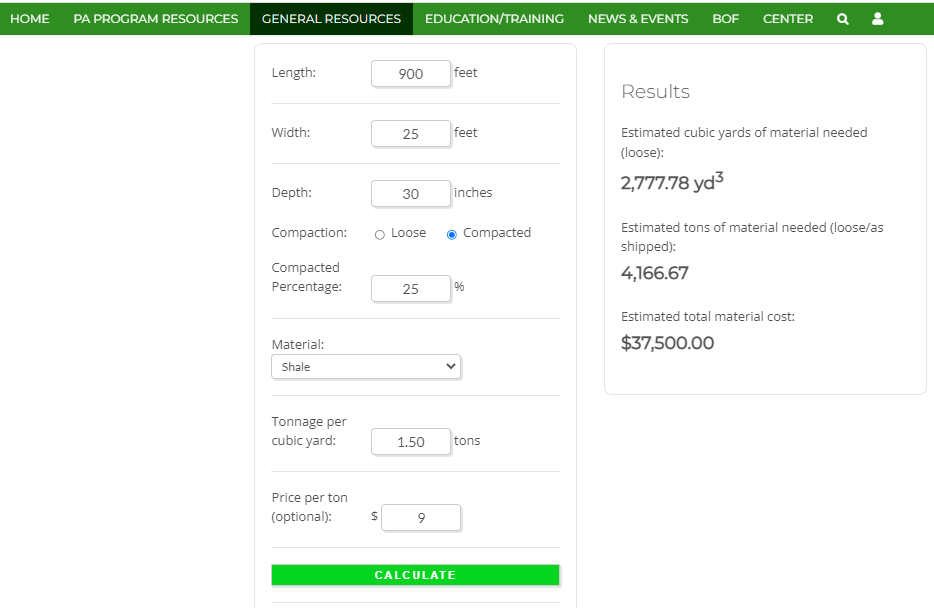 HOME PA PROGRAM RESOURCES GENERAL RESOURCES EDUCATION/TRAINING NEWS & EVENTS BOF CENTER
Length: 900 feet
Width: 25 feet
Depth: 30 inches
Compaction: Loose Compacted
Compacted
Percentage: 25 %
Material:
Shale
Tonnage per
cubic yard: 1.50 tons
Price per ton
(optional): $ 9
CALCULATE
Results
Estimated cubic yards of material needed
(loose):
2,777.78 yd³
Estimated tons of material needed (loose/as
shipped):
4,166.67
Estimated total material cost:
$37,500.00